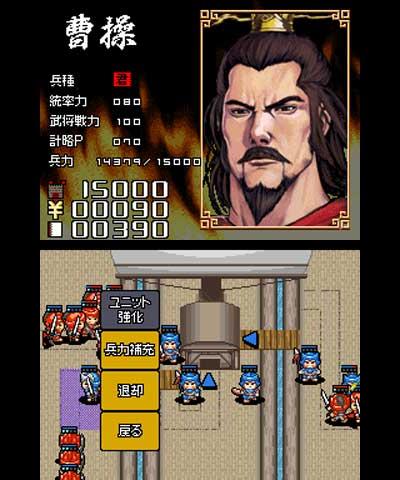 曹操
兵種 君
統率力 080
武将戦力 100
計略P 070
兵力 14379/15000
15000
¥ 00090
00390
ユニット
強化
兵力補充
退却
戻る